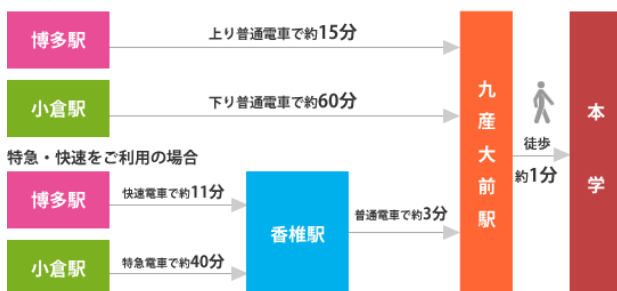 博多駅
上り普通電車で約15分
小倉駅
下り普通電車で約60分
特急・快速をご利用の場合
博多駅
快速電車で約11分
小倉駅
特急電車で約40分
香椎駅
普通電車で約3分
九産大前駅
徒歩
約1分
本学